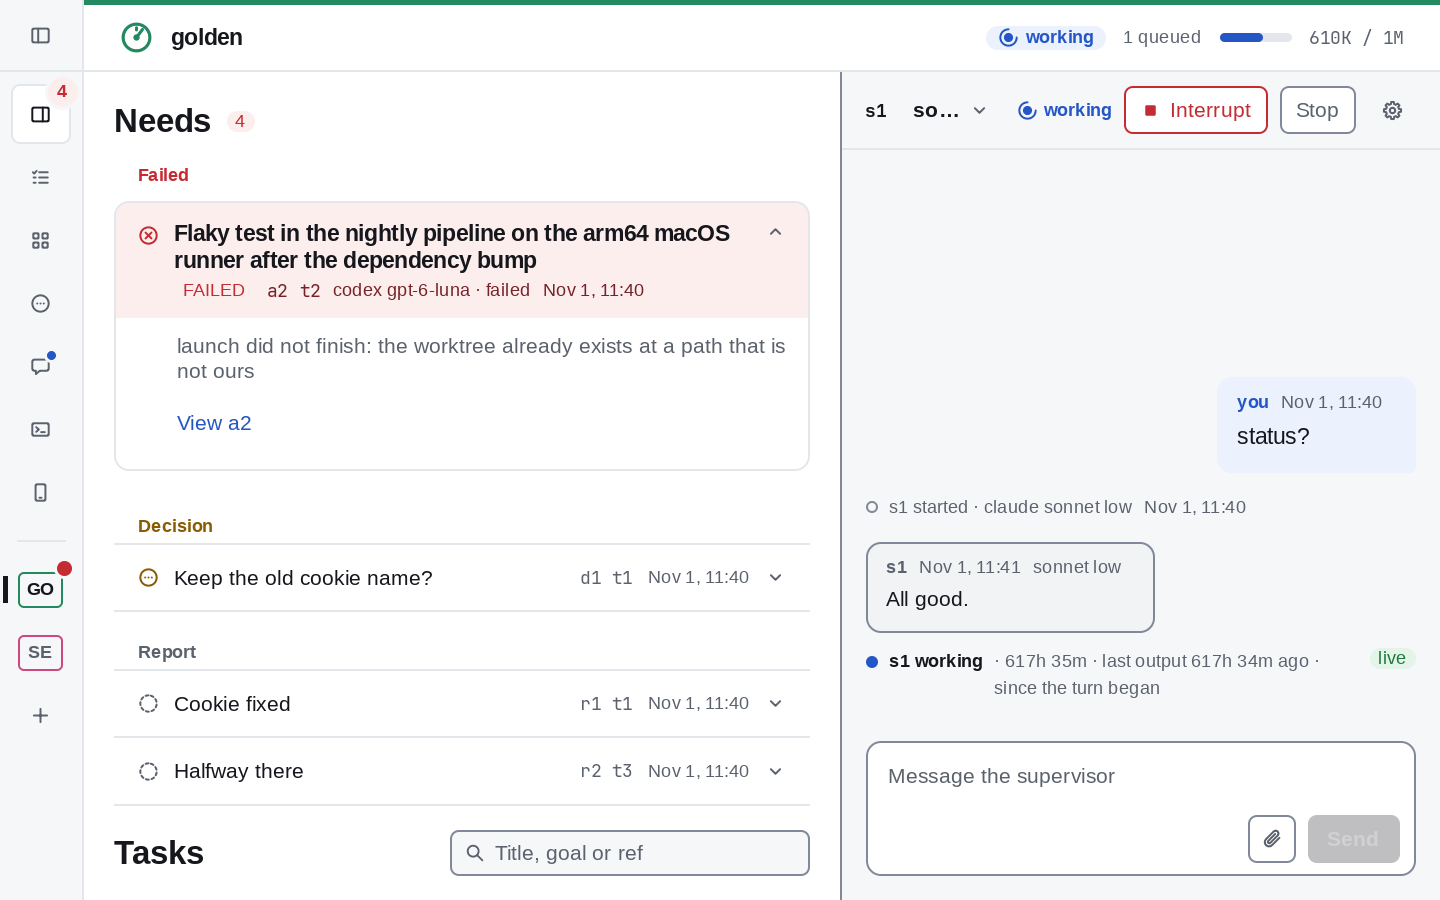 golden
working
1 queued
610K / 1M
4
GO
SE
Needs 4
Failed
Flaky test in the nightly pipeline on the arm64 macOS
runner after the dependency bump
FAILED a2 t2 codex gpt-6-luna · failed Nov 1, 11:40
launch did not finish: the worktree already exists at a path that is
not ours
View a2
Decision
Keep the old cookie name? d1 t1 Nov 1, 11:40
Report
Cookie fixed r1 t1 Nov 1, 11:40
Halfway there r2 t3 Nov 1, 11:40
Tasks
Title, goal or ref
s1 so… working Interrupt Stop
you Nov 1, 11:40
status?
s1 started · claude sonnet low Nov 1, 11:40
s1 Nov 1, 11:41 sonnet low
All good.
s1 working · 617h 35m · last output 617h 34m ago · live
since the turn began
Message the supervisor
Send